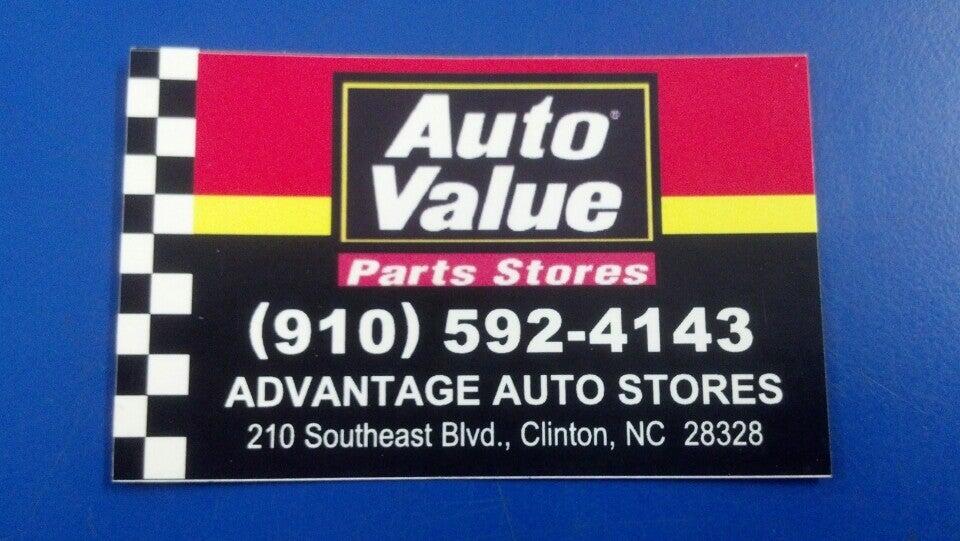 Auto®
Value
Parts Stores
(910) 592-4143
ADVANTAGE AUTO STORES
210 Southeast Blvd., Clinton, NC 28328